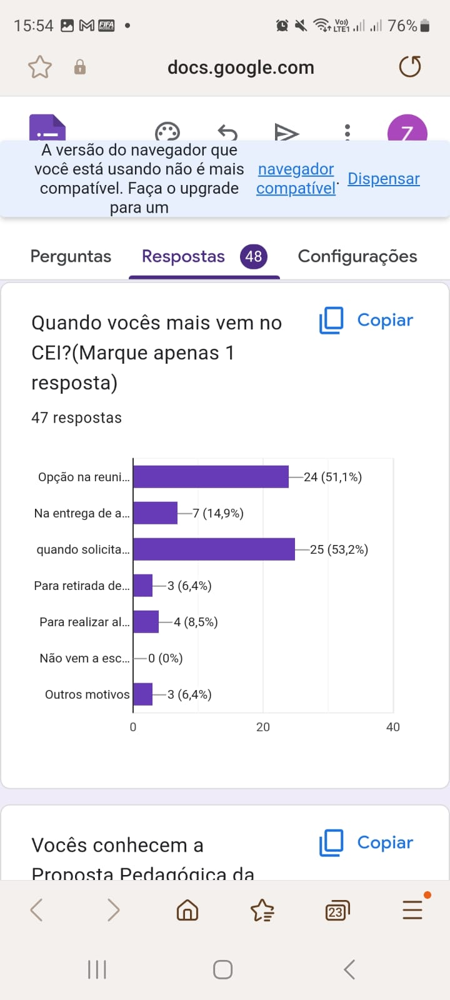 15:54
FIFA MOBILE
Vo)) LTE1
76%
docs.google.com
Z
A versão do navegador que
você está usando não é mais
compatível. Faça o upgrade
para um
navegador
compatível.
Dispensar
Perguntas
Respostas
48
Configurações
Quando vocês mais vem no
CEI?(Marque apenas 1
resposta)
Copiar
47 respostas
Opção na reuni... 24 (51,1%)
Na entrega de a... 7 (14,9%)
quando solicita... 25 (53,2%)
Para retirada de... 3 (6,4%)
Para realizar al... 4 (8,5%)
Não vem a esc... 0 (0%)
Outros motivos 3 (6,4%)
0 20 40
Vocês conhecem a
Proposta Pedagógica da
Copiar
23